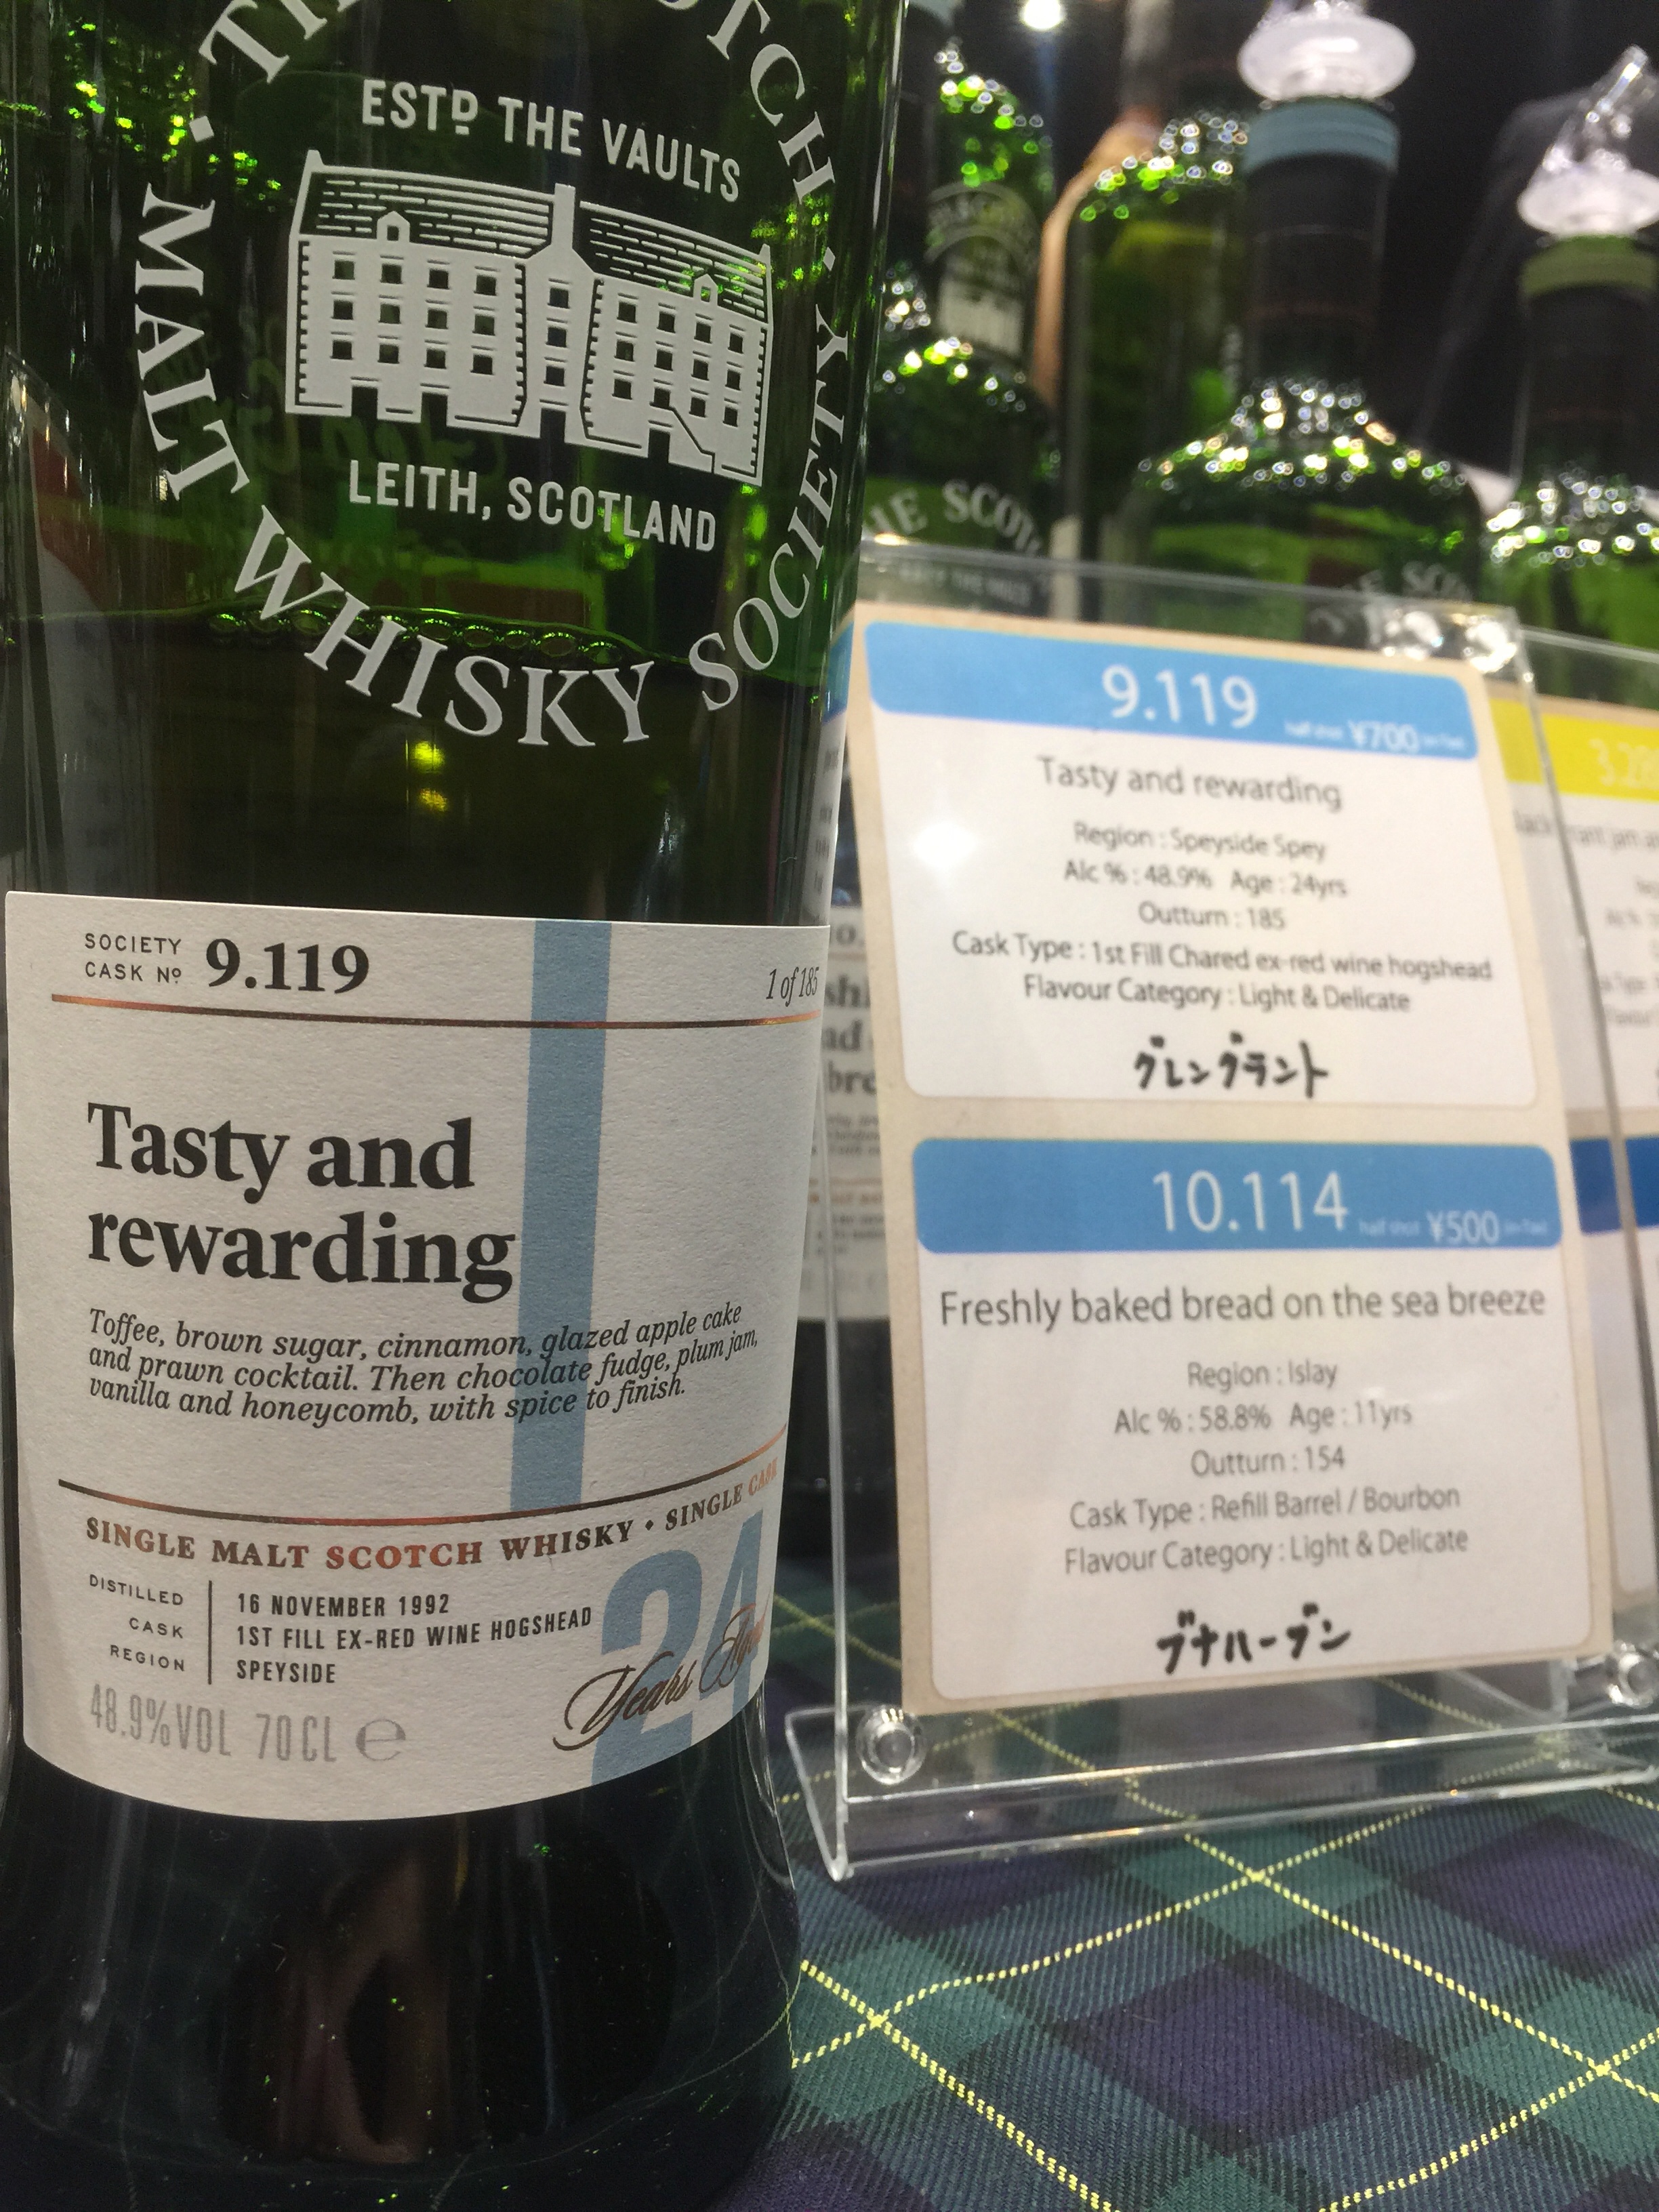 ESTD THE VAULTS
LEITH, SCOTLAND
MALT WHISKY SOCIETY
SOCIETY
CASK Nº 9.119
1 of 185
Tasty and
rewarding
Toffee, brown sugar, cinnamon, glazed apple cake
and prawn cocktail. Then chocolate fudge, plum jam,
vanilla and honeycomb, with spice to finish.
SINGLE MALT SCOTCH WHISKY • SINGLE CASK
DISTILLED 16 NOVEMBER 1992
CASK 1ST FILL EX-RED WINE HOGSHEAD
REGION SPEYSIDE
48.9%VOL 70CL e
24
Years Aged
9.119 half shot ¥700
Tasty and rewarding
Region : Speyside Spey
Alc % : 48.9% Age : 24yrs
Outturn : 185
Cask Type : 1st Fill Chared ex-red wine hogshead
Flavour Category : Light & Delicate
グレングラント
10.114 half shot ¥500
Freshly baked bread on the sea breeze
Region : Islay
Alc % : 58.8% Age : 11yrs
Outturn : 154
Cask Type : Refill Barrel / Bourbon
Flavour Category : Light & Delicate
ブナハーブン
THE SCOT